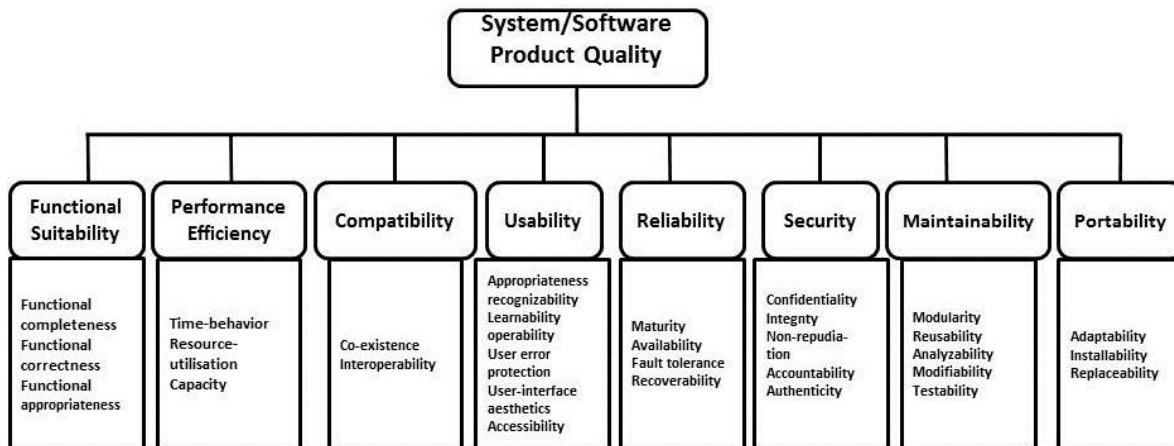 System/Software
Product Quality
Functional
Suitability
Performance
Efficiency
Compatibility
Usability
Reliability
Security
Maintainability
Portability
Functional
completeness
Functional
correctness
Functional
appropriateness
Time-behavior
Resource-
utilisation
Capacity
Co-existence
Interoperability
Appropriateness
recognizability
Learnability
operability
User error
protection
User-interface
aesthetics
Accessibility
Maturity
Availability
Fault tolerance
Recoverability
Confidentiality
Integnty
Non-repudia-
tion
Accountability
Authenticity
Modularity
Reusability
Analyzability
Modifiability
Testability
Adaptability
Installability
Replaceability